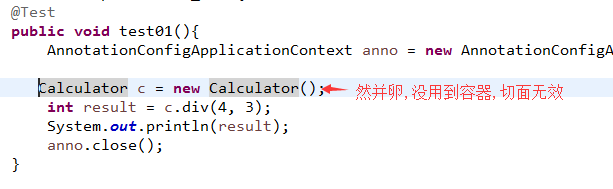 @Test
public void test01(){
AnnotationConfigApplicationContext anno = new AnnotationConfigA
Calculator c = new Calculator(); 然并卵,没用到容器,切面无效
int result = c.div(4, 3);
System.out.println(result);
anno.close();
}